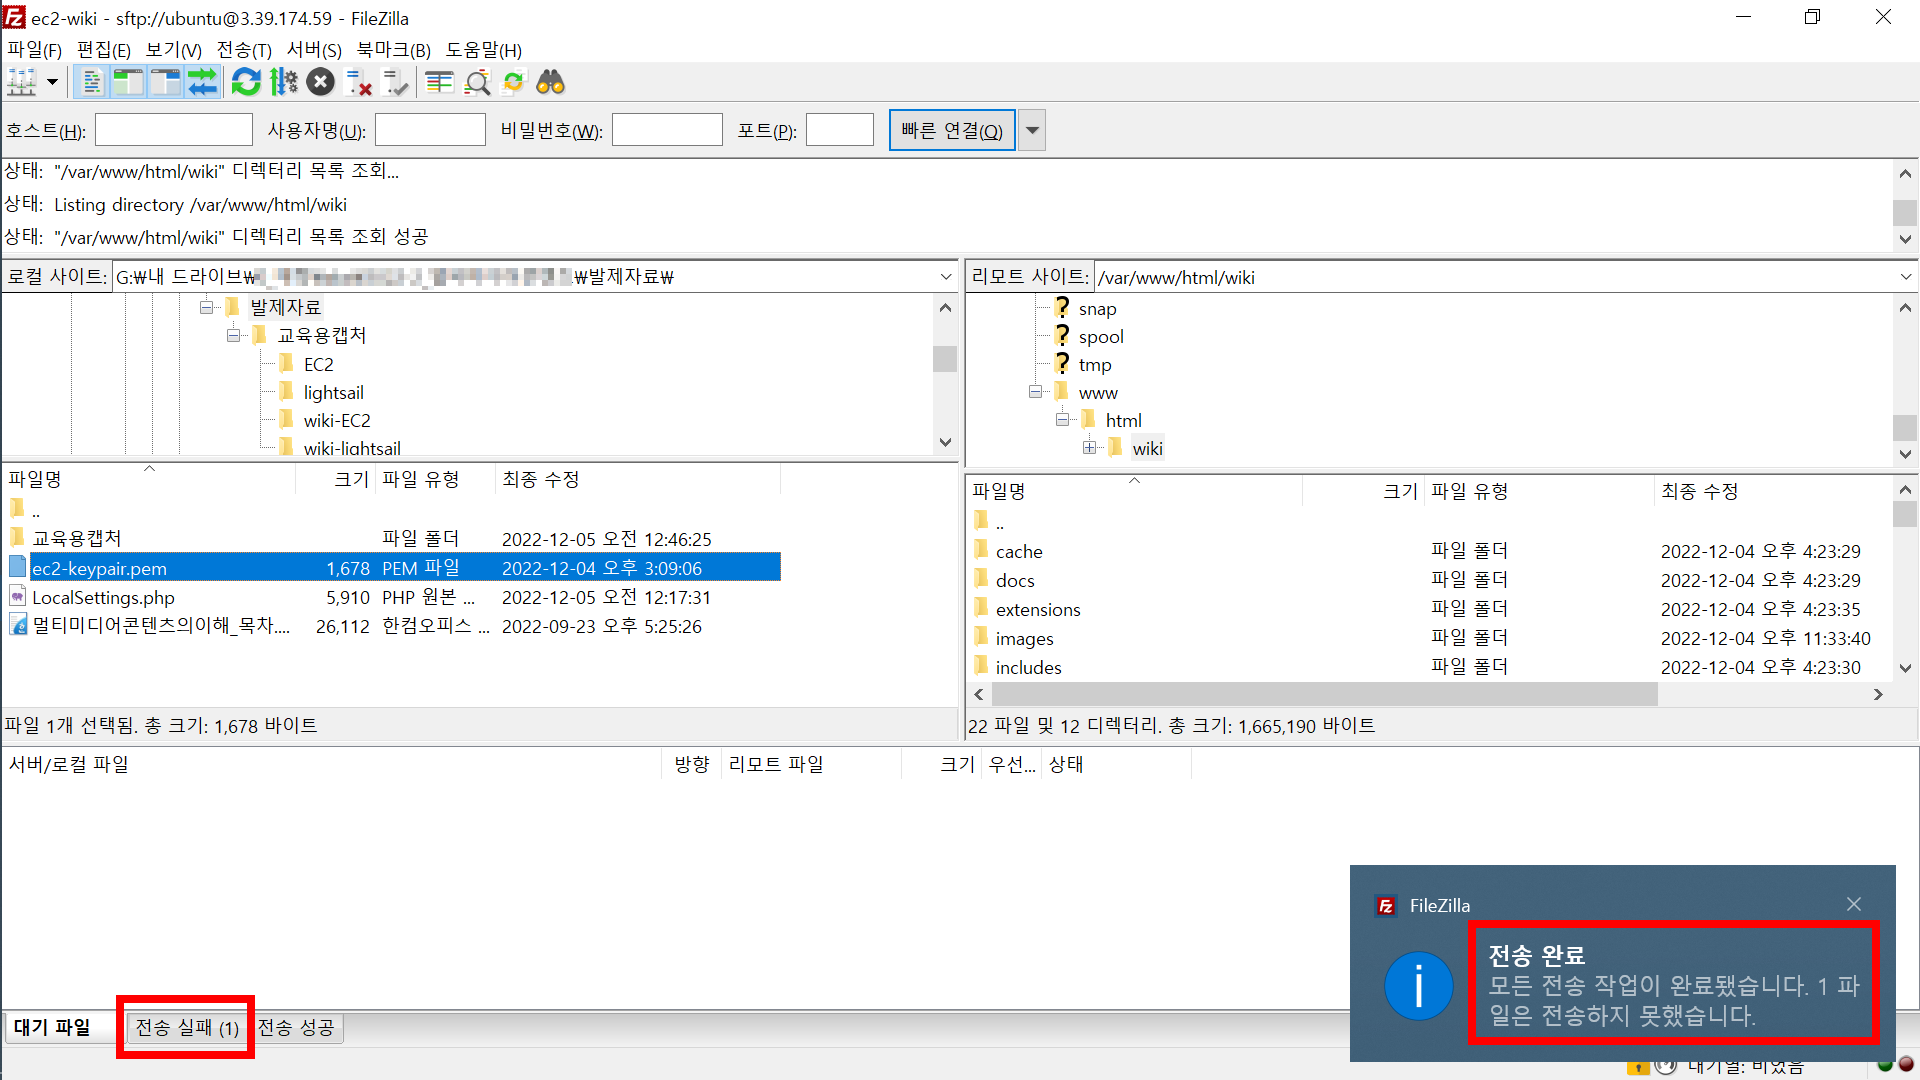 ec2-wiki - sftp://ubuntu@3.39.174.59 - FileZilla
파일(F) 편집(E) 보기(V) 전송(T) 서버(S) 북마크(B) 도움말(H)
호스트(H): 사용자명(U): 비밀번호(W): 포트(P): 빠른 연결(Q)
상태: "/var/www/html/wiki" 디렉터리 목록 조회...
상태: Listing directory /var/www/html/wiki
상태: "/var/www/html/wiki" 디렉터리 목록 조회 성공
로컬 사이트: G:₩내 드라이브₩ ₩발제자료₩
발제자료
교육용캡처
EC2
lightsail
wiki-EC2
wiki-lightsail
파일명 크기 파일 유형 최종 수정
..
교육용캡처 파일 폴더 2022-12-05 오전 12:46:25
ec2-keypair.pem 1,678 PEM 파일 2022-12-04 오후 3:09:06
LocalSettings.php 5,910 PHP 원본 ... 2022-12-05 오전 12:17:31
멀티미디어콘텐츠의이해_목차.... 26,112 한컴오피스 ... 2022-09-23 오후 5:25:26
파일 1개 선택됨. 총 크기: 1,678 바이트
리모트 사이트: /var/www/html/wiki
snap
spool
tmp
www
html
wiki
파일명 크기 파일 유형 최종 수정
..
cache 파일 폴더 2022-12-04 오후 4:23:29
docs 파일 폴더 2022-12-04 오후 4:23:29
extensions 파일 폴더 2022-12-04 오후 4:23:35
images 파일 폴더 2022-12-04 오후 11:33:40
includes 파일 폴더 2022-12-04 오후 4:23:30
22 파일 및 12 디렉터리. 총 크기: 1,665,190 바이트
서버/로컬 파일 방향 리모트 파일 크기 우선... 상태
FileZilla
전송 완료
모든 전송 작업이 완료됐습니다. 1 파
일은 전송하지 못했습니다.
대기 파일 전송 실패 (1) 전송 성공
대기열: 비었음